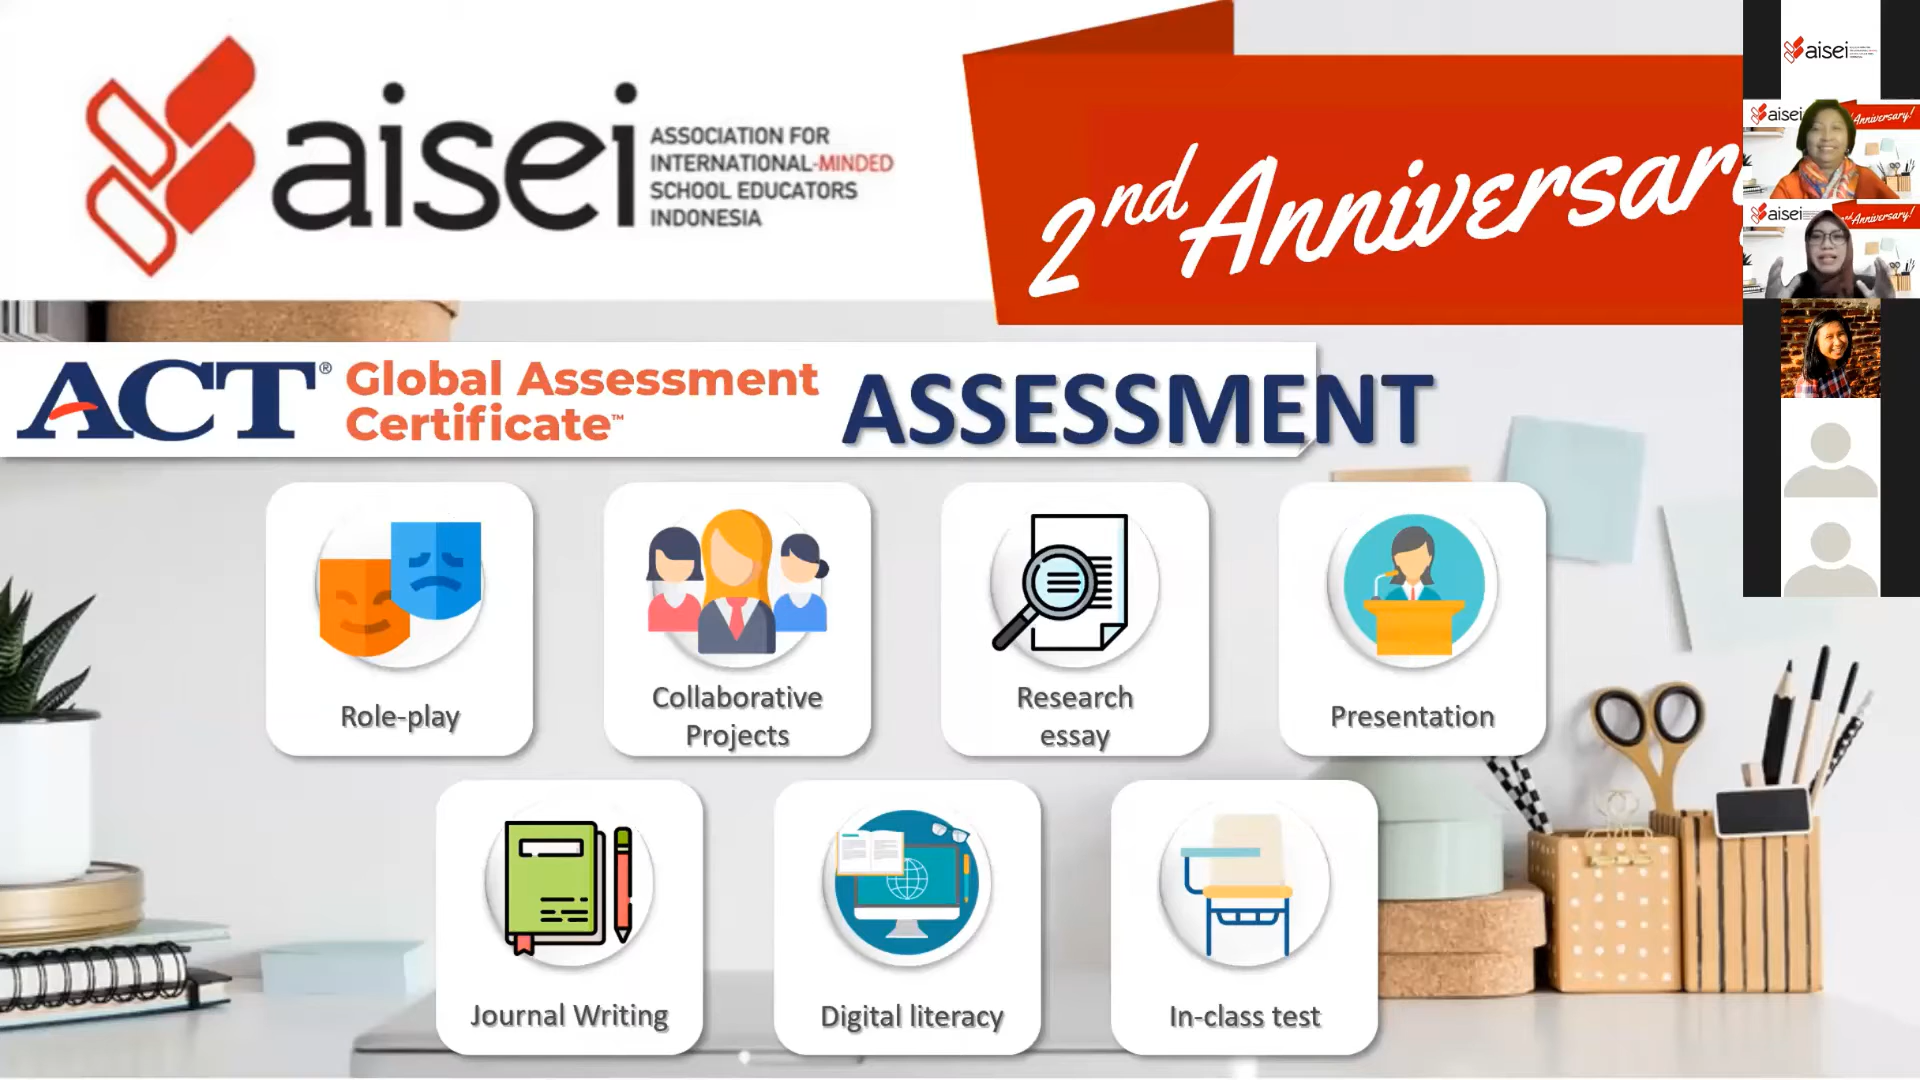 aisei
ASSOCIATION FOR
INTERNATIONAL-MINDED
SCHOOL EDUCATORS
INDONESIA
2nd Anniversar
ACT® Global Assessment
Certificate™
ASSESSMENT
Role-play
Collaborative
Projects
Research
essay
Presentation
Journal Writing
Digital literacy
In-class test
aisei
aisei
Anniversary!
aisei
Anniversary!